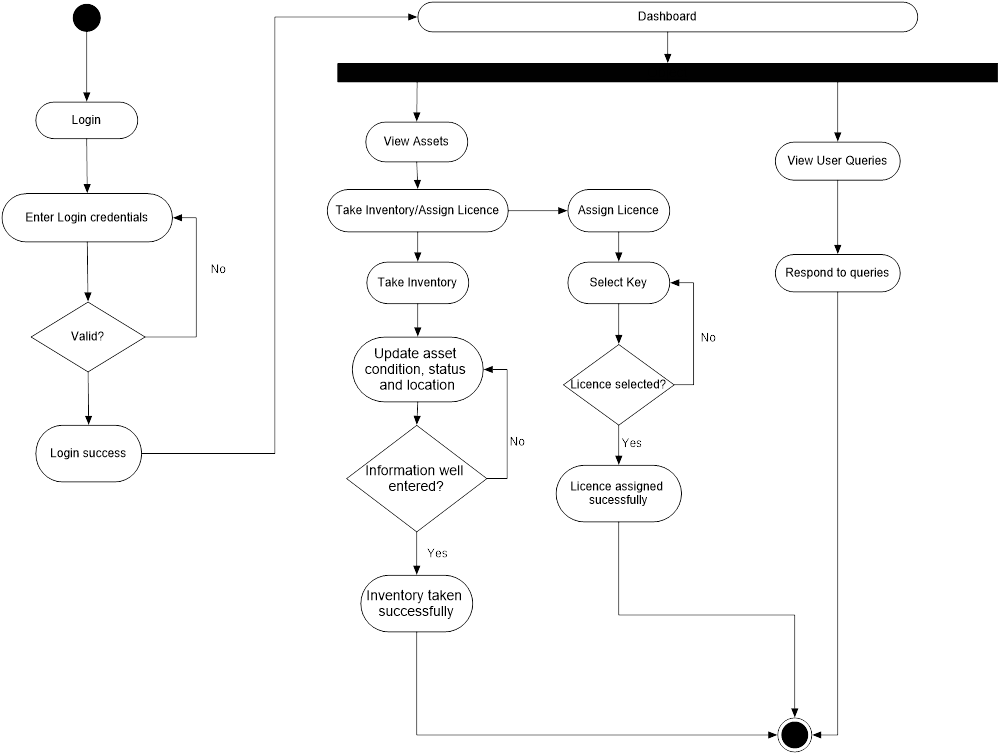 Dashboard
Login
View Assets
View User Queries
Enter Login credentials
Take Inventory/Assign Licence
Assign Licence
No
Respond to queries
Take Inventory
Select Key
Valid?
No
Update asset
condition, status
and location
Licence selected?
No
Yes
Login success
Information well
entered?
Licence assigned
sucessfully
Yes
Inventory taken
successfully